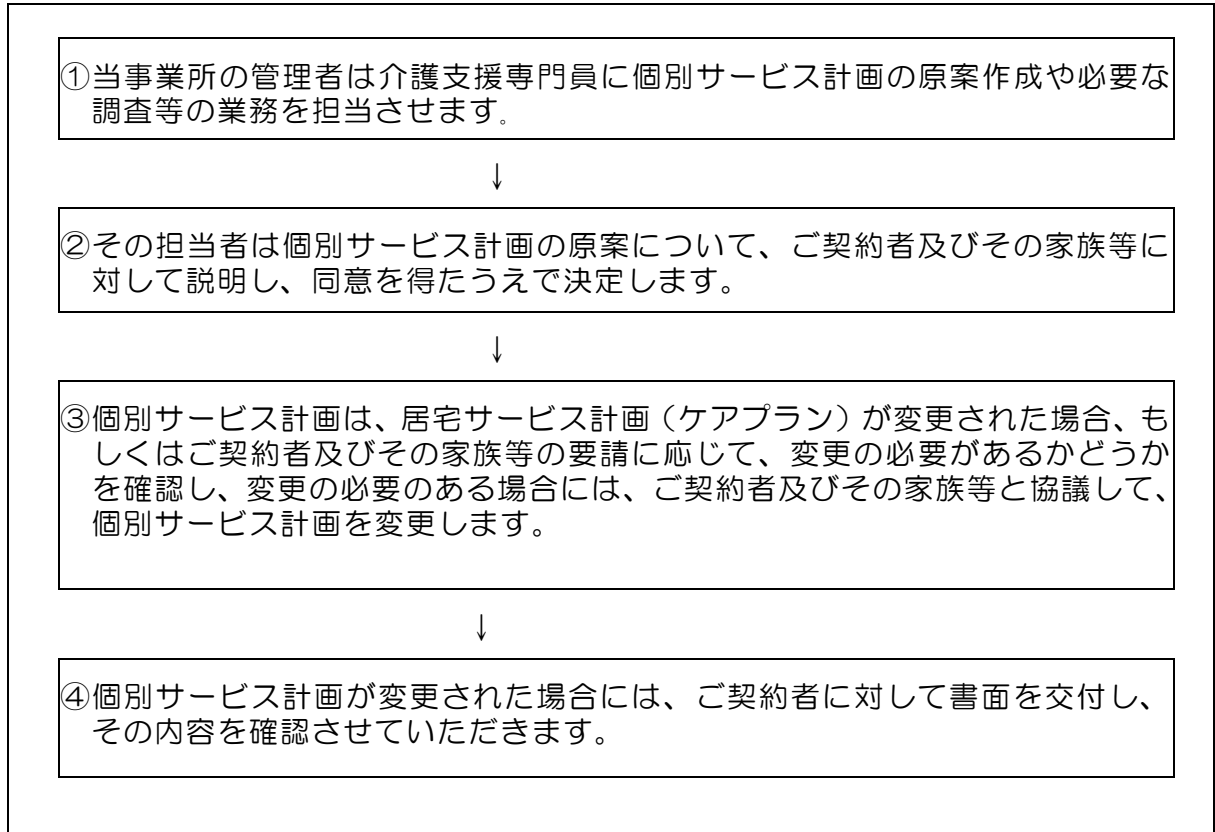 ①当事業所の管理者は介護支援専門員に個別サービス計画の原案作成や必要な
調査等の業務を担当させます。
↓
②その担当者は個別サービス計画の原案について、ご契約者及びその家族等に
対して説明し、同意を得たうえで決定します。
↓
③個別サービス計画は、居宅サービス計画（ケアプラン）が変更された場合、も
しくはご契約者及びその家族等の要請に応じて、変更の必要があるかどうか
を確認し、変更の必要のある場合には、ご契約者及びその家族等と協議して、
個別サービス計画を変更します。
↓
④個別サービス計画が変更された場合には、ご契約者に対して書面を交付し、
その内容を確認させていただきます。